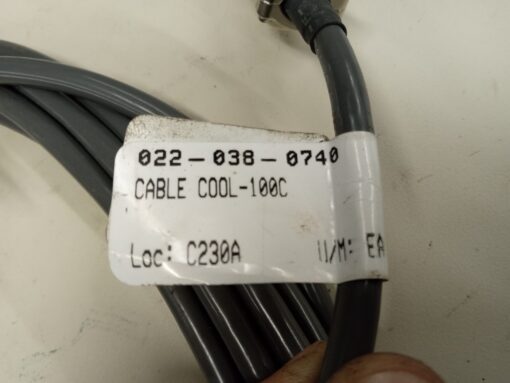 022-038-0740
CABLE COOL-100C
Loc: C230A U/M: EA